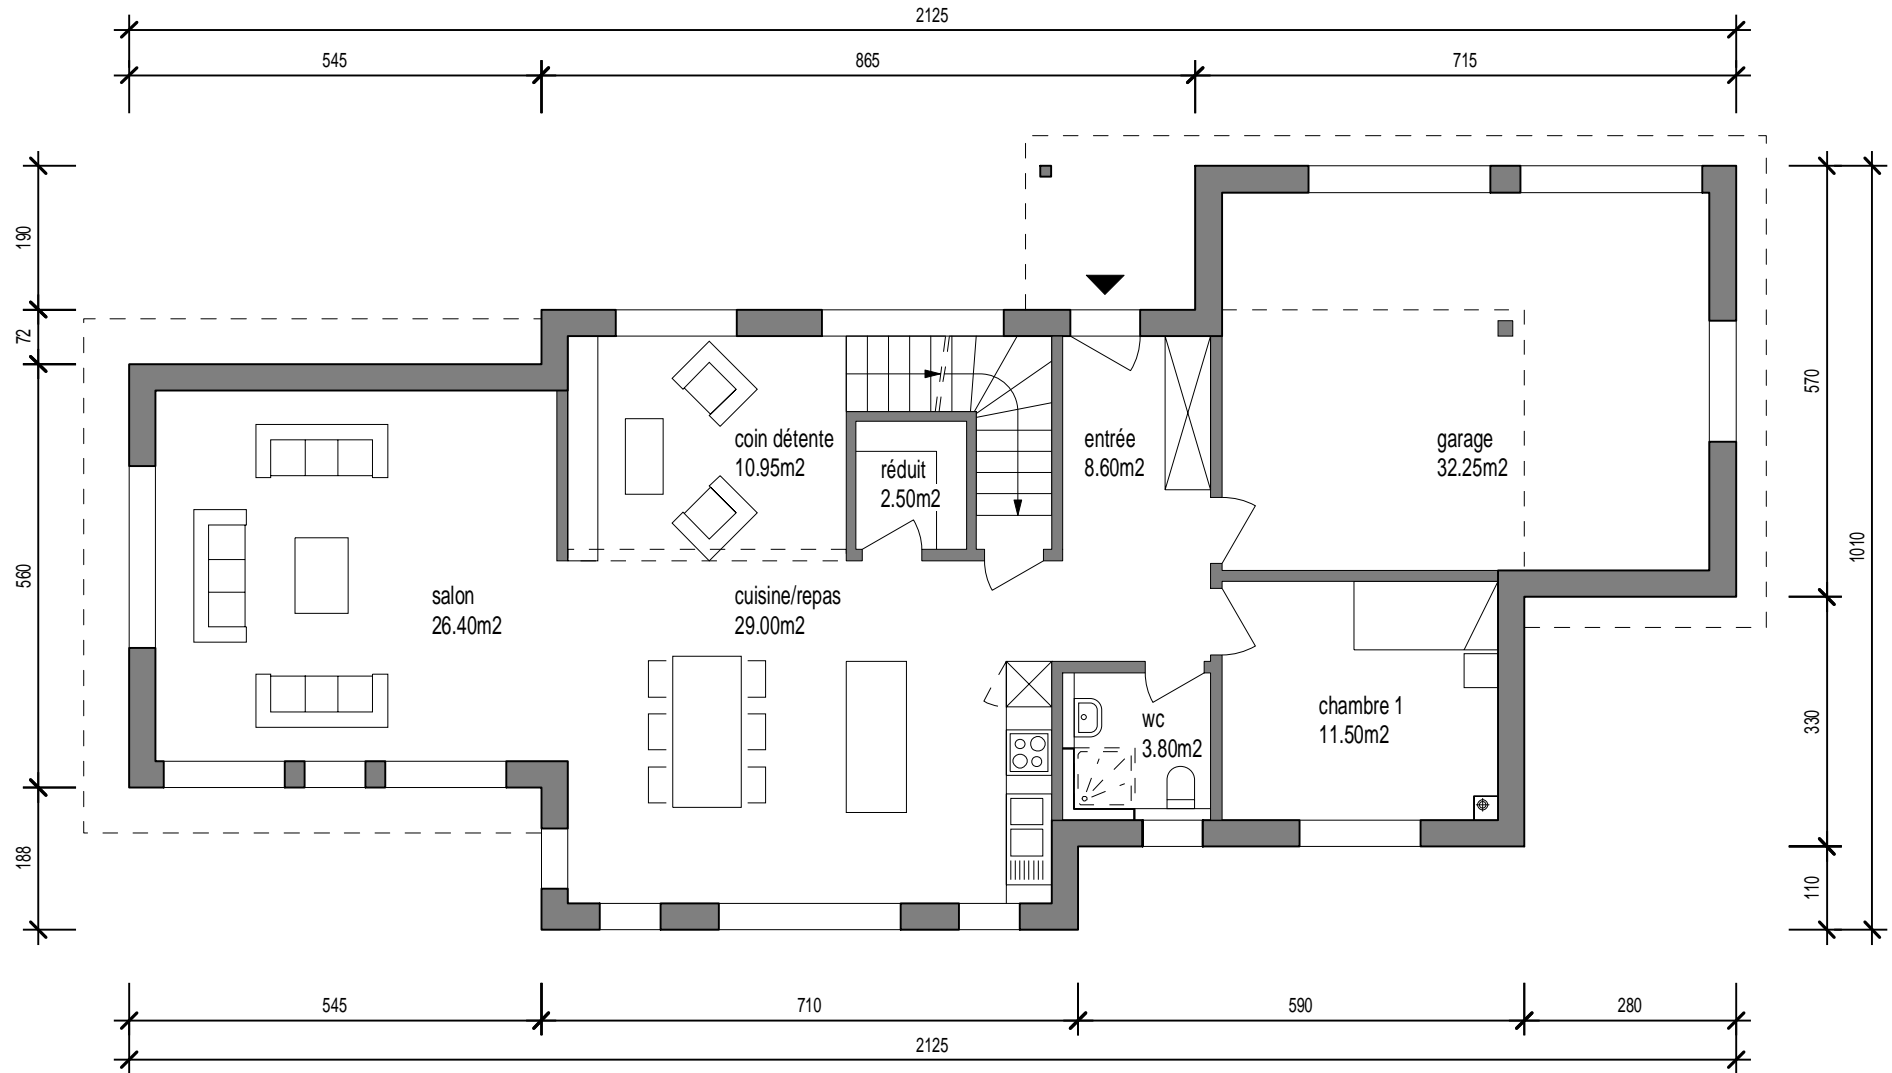 2125
545
865
715
190
72
560
188
570
1010
330
110
coin détente
10.95m2
réduit
2.50m2
entrée
8.60m2
garage
32.25m2
salon
26.40m2
cuisine/repas
29.00m2
wc
3.80m2
chambre 1
11.50m2
545
710
590
280
2125